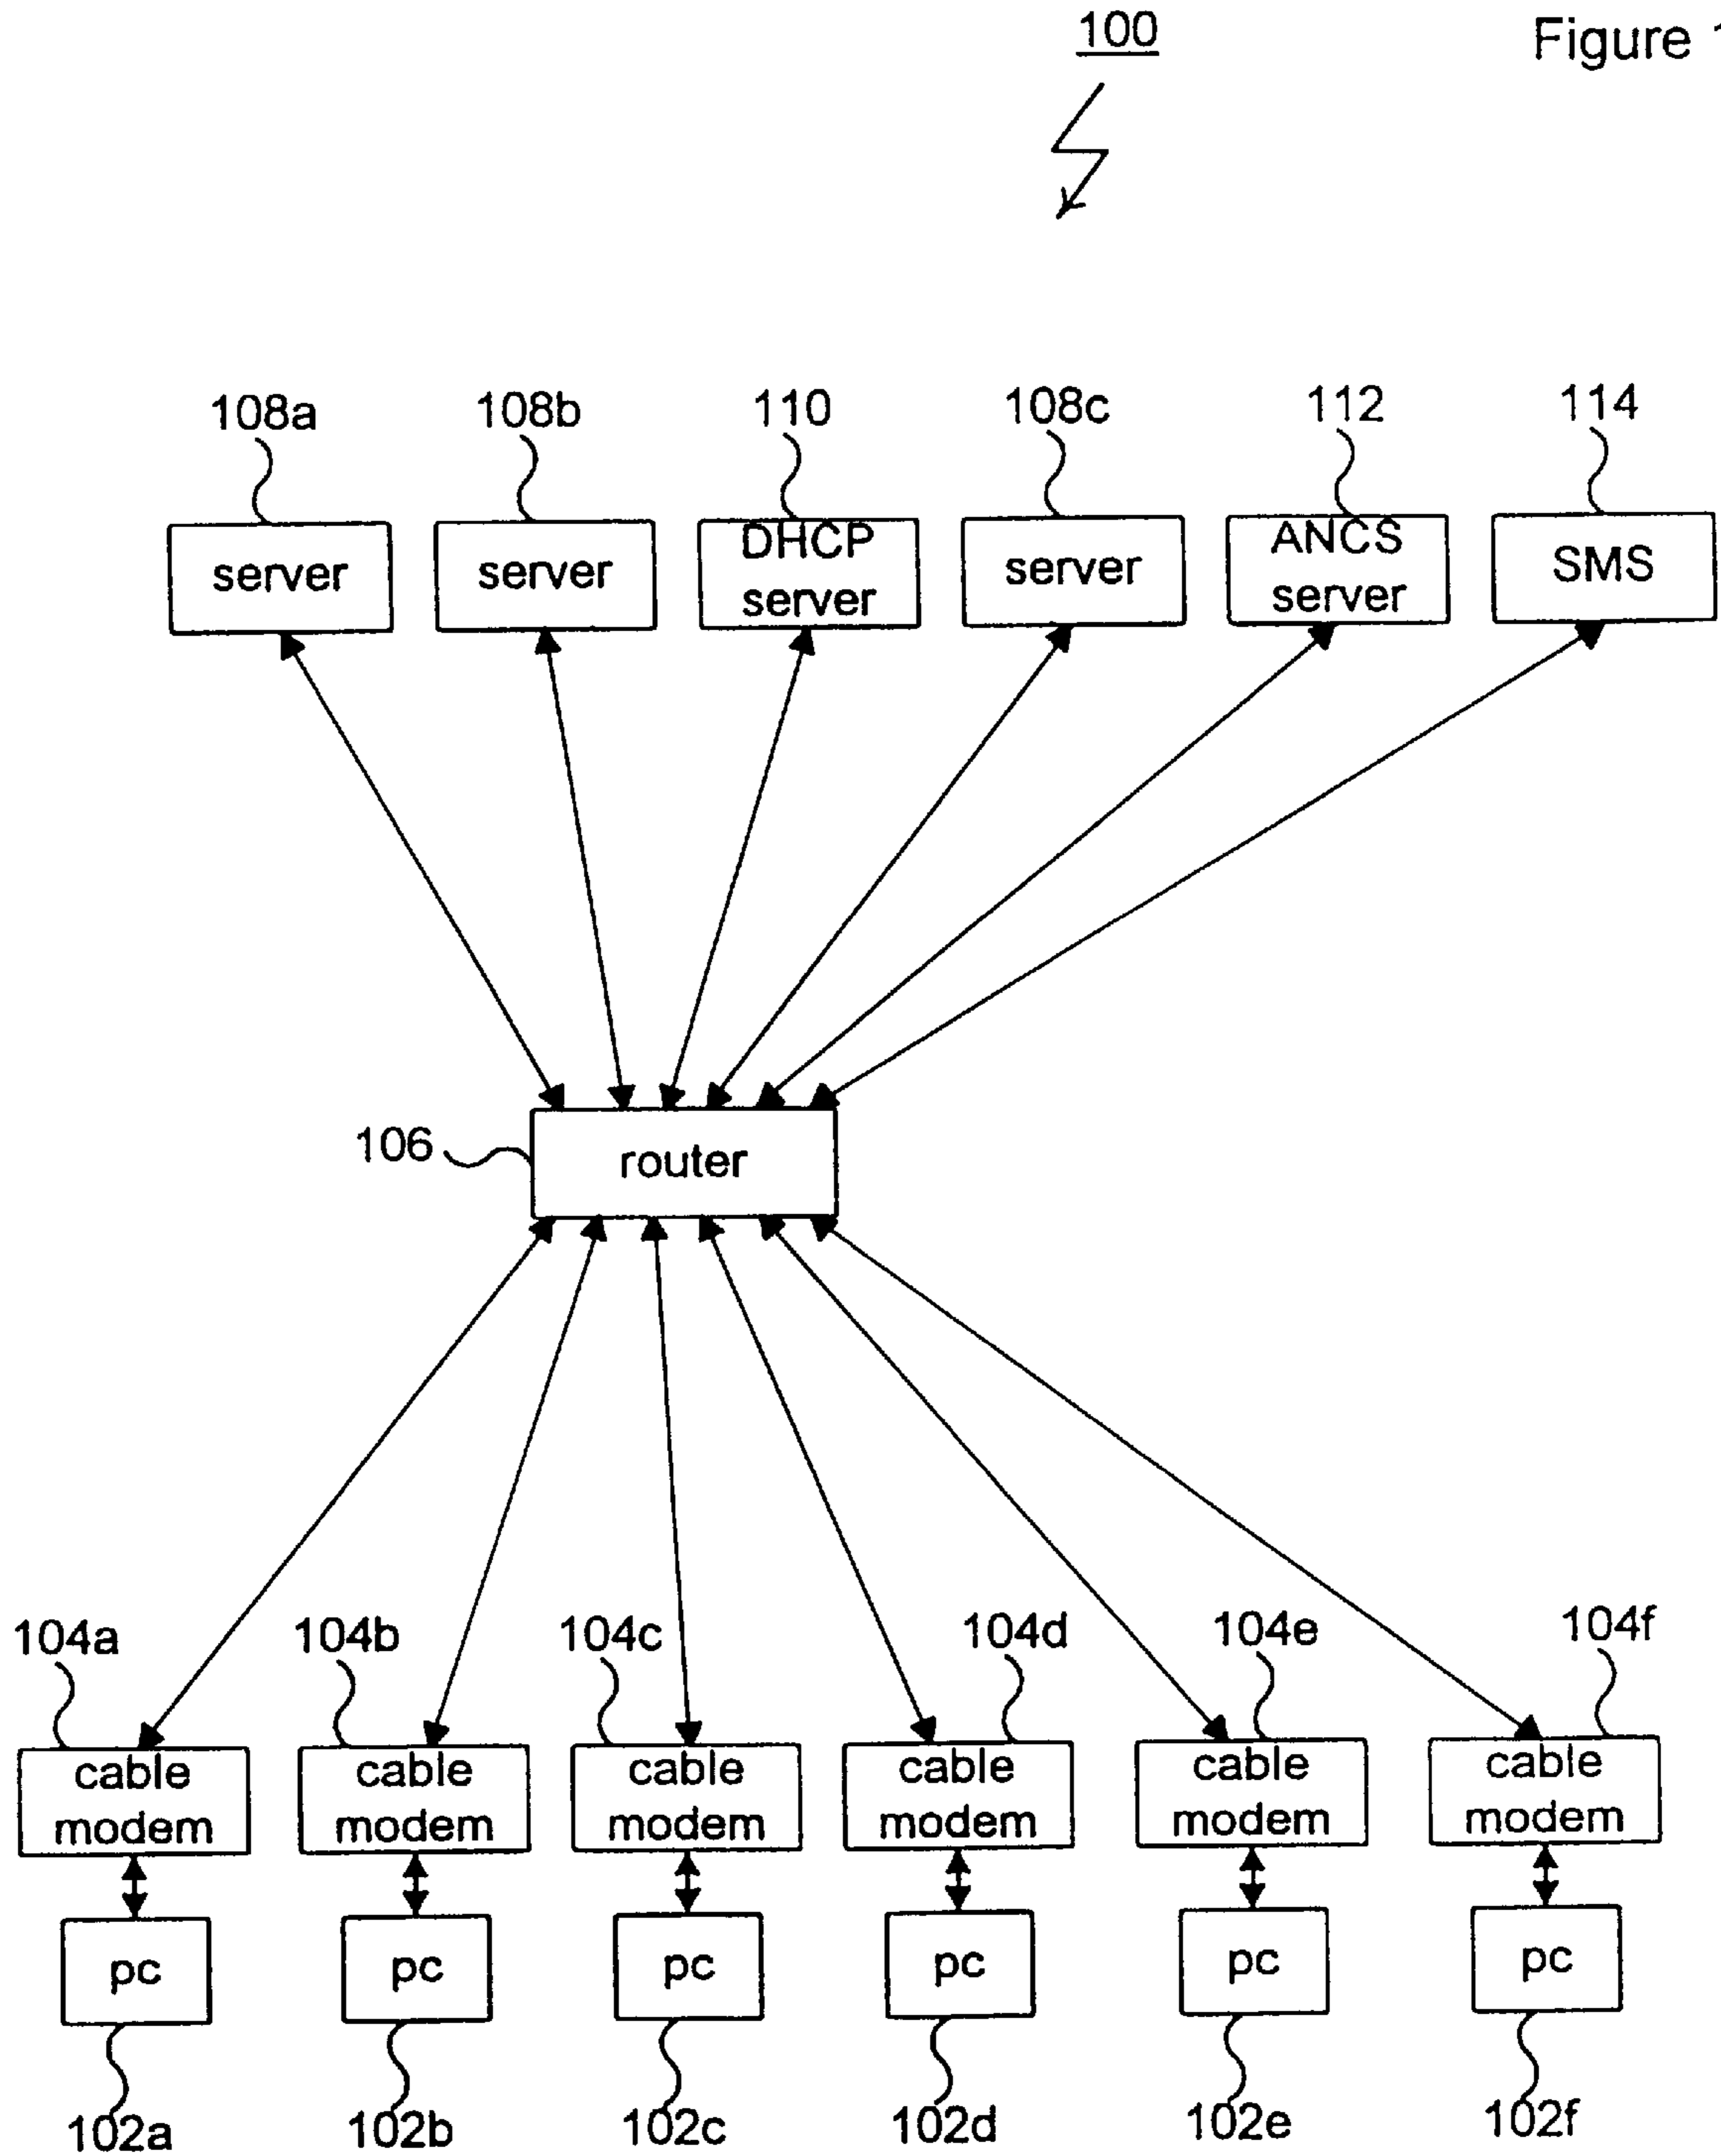 100
Figure 1
108a
108b
110
108c
112
114
server
server
DHCP
server
server
ANCS
server
SMS
106
router
104a
104b
104c
104d
104e
104f
cable
modem
cable
modem
cable
modem
cable
modem
cable
modem
cable
modem
pc
pc
pc
pc
pc
pc
102a
102b
102c
102d
102e
102f